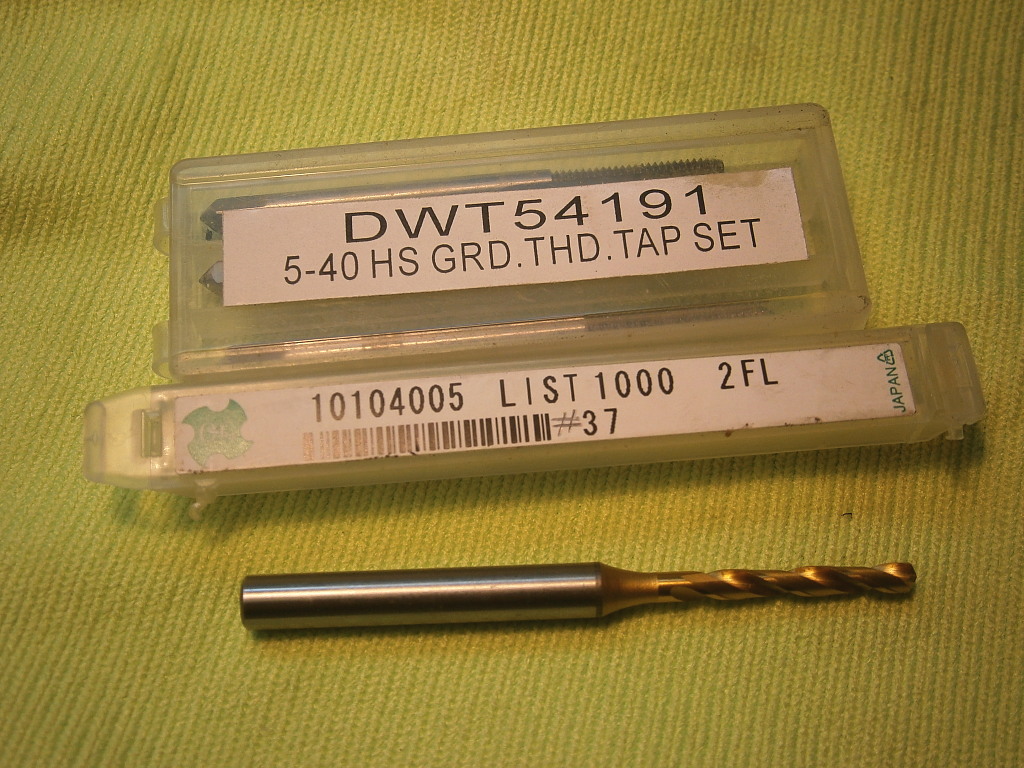 DWT54191
5-40 HS GRD.THD.TAP SET
10104005 LIST 1000 2FL
#37
JAPAN